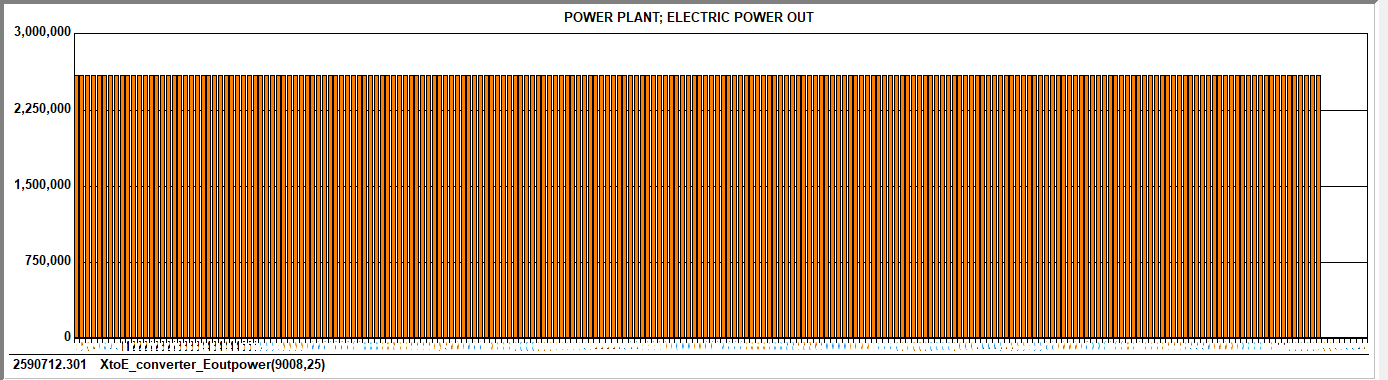 POWER PLANT; ELECTRIC POWER OUT
3,000,000
2,250,000
1,500,000
750,000
0
2590712.301 XtoE_converter_Eoutpower(9008,25)